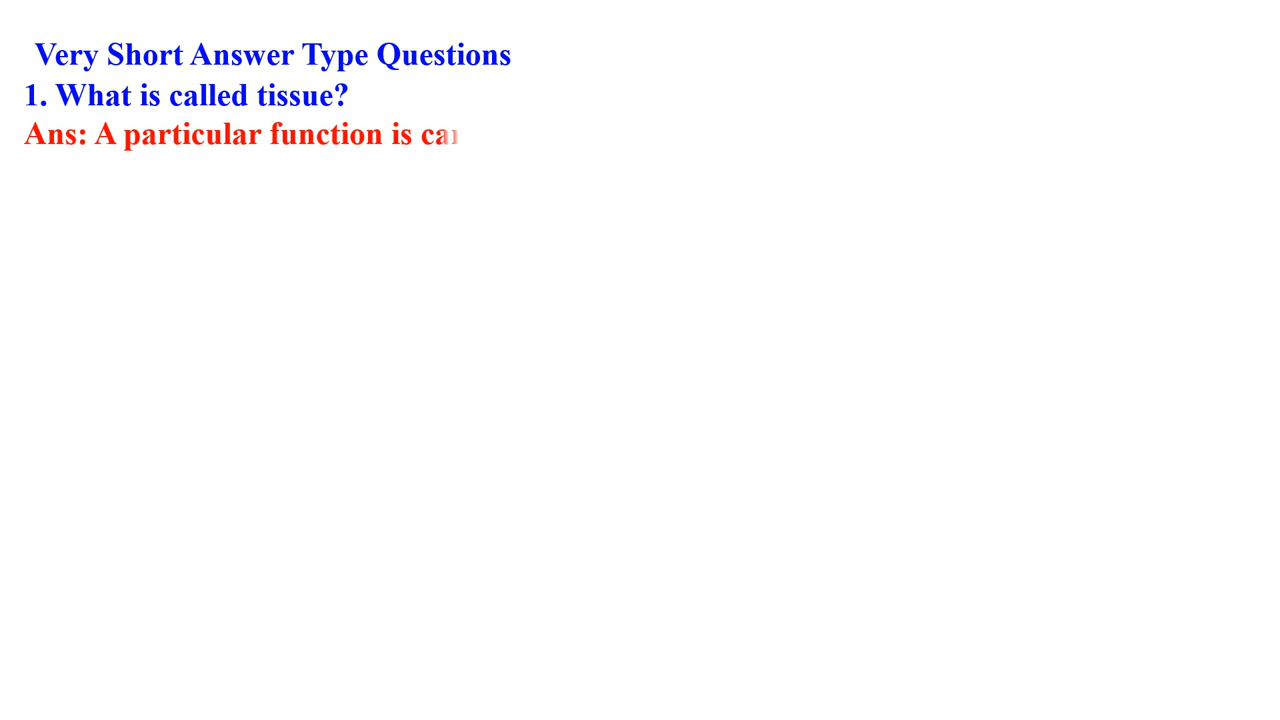 Very Short Answer Type Questions
1. What is called tissue?
Ans: A particular function is